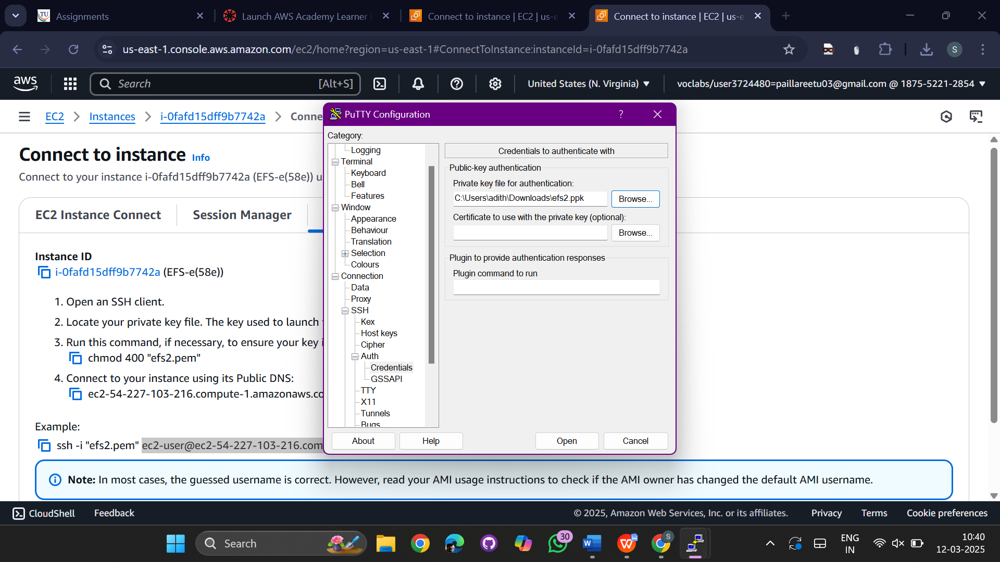 Assignments
Launch AWS Academy Learner
Connect to instance | EC2 | us-e
Connect to instance | EC2 | us-e
us-east-1.console.aws.amazon.com/ec2/home?region=us-east-1#ConnectToInstance:instanceId=i-0fafd15dff9b7742a
S
aws
Search
[Alt+S]
United States (N. Virginia)
voclabs/user3724480=paillareetu03@gmail.com @ 1875-5221-2854
EC2
Instances
i-0fafd15dff9b7742a
Conne
Connect to instance Info
Connect to your instance i-0fafd15dff9b7742a (EFS-e(58e)) u
EC2 Instance Connect
Session Manager
Instance ID
i-0fafd15dff9b7742a (EFS-e(58e))
1. Open an SSH client.
2. Locate your private key file. The key used to launch
3. Run this command, if necessary, to ensure your key i
chmod 400 "efs2.pem"
4. Connect to your instance using its Public DNS:
ec2-54-227-103-216.compute-1.amazonaws.co
Example:
ssh -i "efs2.pem" ec2-user@ec2-54-227-103-216.com
Note: In most cases, the guessed username is correct. However, read your AMI usage instructions to check if the AMI owner has changed the default AMI username.
PuTTY Configuration
?
Category:
Logging
Terminal
Keyboard
Bell
Features
Window
Appearance
Behaviour
Translation
Selection
Colours
Connection
Data
Proxy
SSH
Kex
Host keys
Cipher
Auth
Credentials
GSSAPI
TTY
X11
Tunnels
Bugs
Credentials to authenticate with
Public-key authentication
Private key file for authentication:
C:\Users\adith\Downloads\efs2.ppk
Browse...
Certificate to use with the private key (optional):
Browse...
Plugin to provide authentication responses
Plugin command to run
About
Help
Open
Cancel
CloudShell
Feedback
© 2025, Amazon Web Services, Inc. or its affiliates.
Privacy
Terms
Cookie preferences
Search
30
S
ENG
IN
10:40
12-03-2025